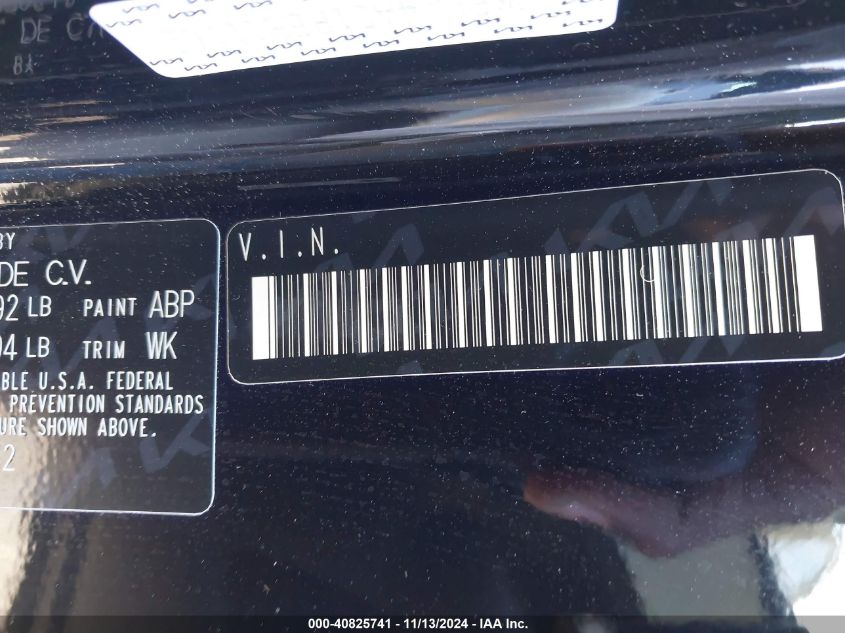 DE C
BY
V.I.N.
DE C.V.
92 LB PAINT ABP
04 LB TRIM WK
BLE U.S.A. FEDERAL
PREVENTION STANDARDS
URE SHOWN ABOVE.
2
000-40825741 - 11/13/2024 - IAA Inc.